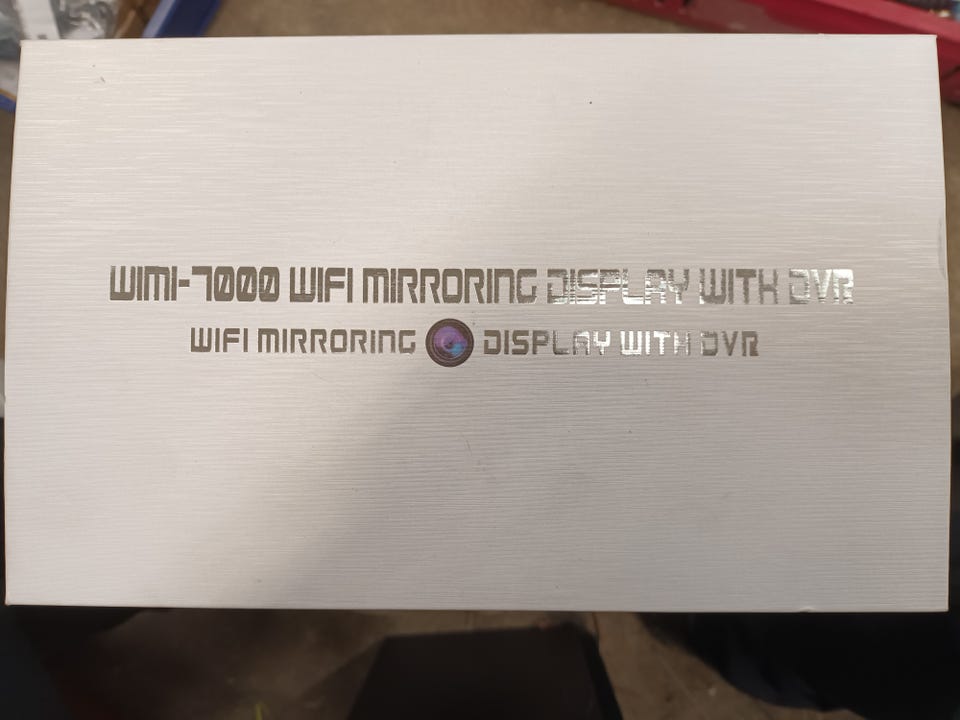 WIMI-7000 WIFI MIRRORING DISPLAY WITH DVR
WIFI MIRRORING DISPLAY WITH DVR